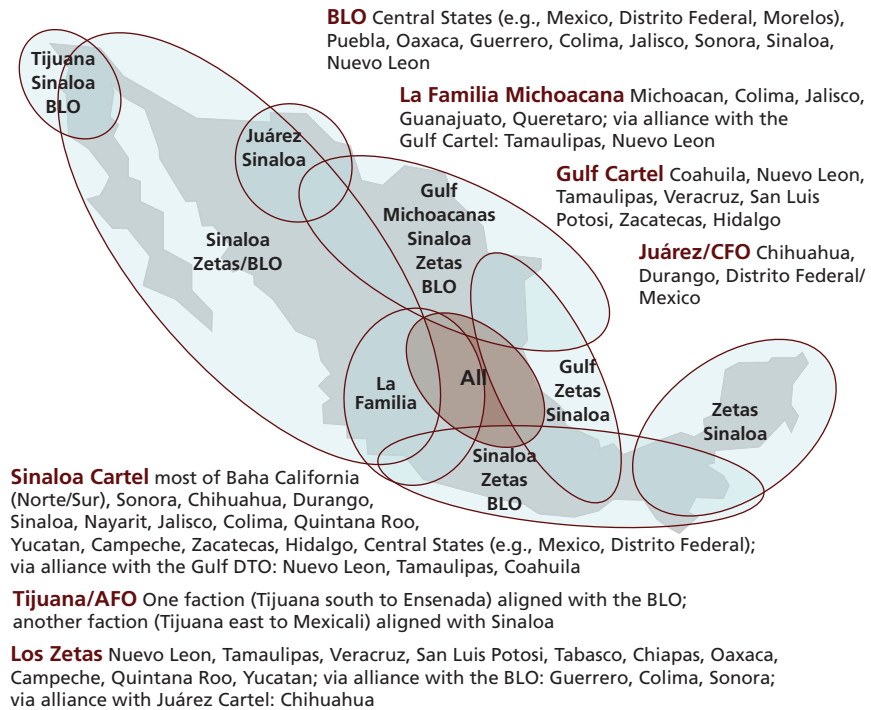 BLO Central States (e.g., Mexico, Distrito Federal, Morelos),
Puebla, Oaxaca, Guerrero, Colima, Jalisco, Sonora, Sinaloa,
Nuevo Leon
La Familia Michoacana Michoacan, Colima, Jalisco,
Guanajuato, Queretaro; via alliance with the
Gulf Cartel: Tamaulipas, Nuevo Leon
Gulf Cartel Coahuila, Nuevo Leon,
Tamaulipas, Veracruz, San Luis
Potosi, Zacatecas, Hidalgo
Juárez/CFO Chihuahua,
Durango, Distrito Federal/
Mexico
Tijuana
Sinaloa
BLO
Juárez
Sinaloa
Gulf
Michoacanas
Sinaloa
Zetas
BLO
Sinaloa
Zetas/BLO
La
Familia
All
Gulf
Zetas
Sinaloa
Zetas
Sinaloa
Sinaloa
Zetas
BLO
Sinaloa Cartel most of Baha California
(Norte/Sur), Sonora, Chihuahua, Durango,
Sinaloa, Nayarit, Jalisco, Colima, Quintana Roo,
Yucatan, Campeche, Zacatecas, Hidalgo, Central States (e.g., Mexico, Distrito Federal);
via alliance with the Gulf DTO: Nuevo Leon, Tamaulipas, Coahuila
Tijuana/AFO One faction (Tijuana south to Ensenada) aligned with the BLO;
another faction (Tijuana east to Mexicali) aligned with Sinaloa
Los Zetas Nuevo Leon, Tamaulipas, Veracruz, San Luis Potosi, Tabasco, Chiapas, Oaxaca,
Campeche, Quintana Roo, Yucatan; via alliance with the BLO: Guerrero, Colima, Sonora;
via alliance with Juárez Cartel: Chihuahua